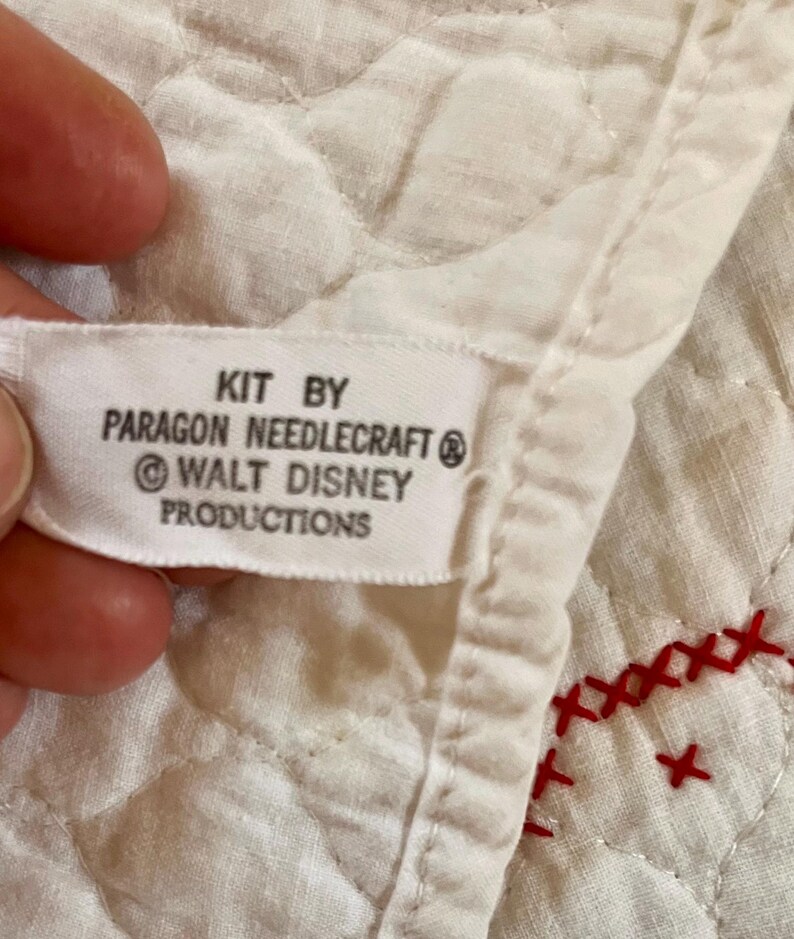 KIT BY
PARAGON NEEDLECRAFT®
© WALT DISNEY
PRODUCTIONS